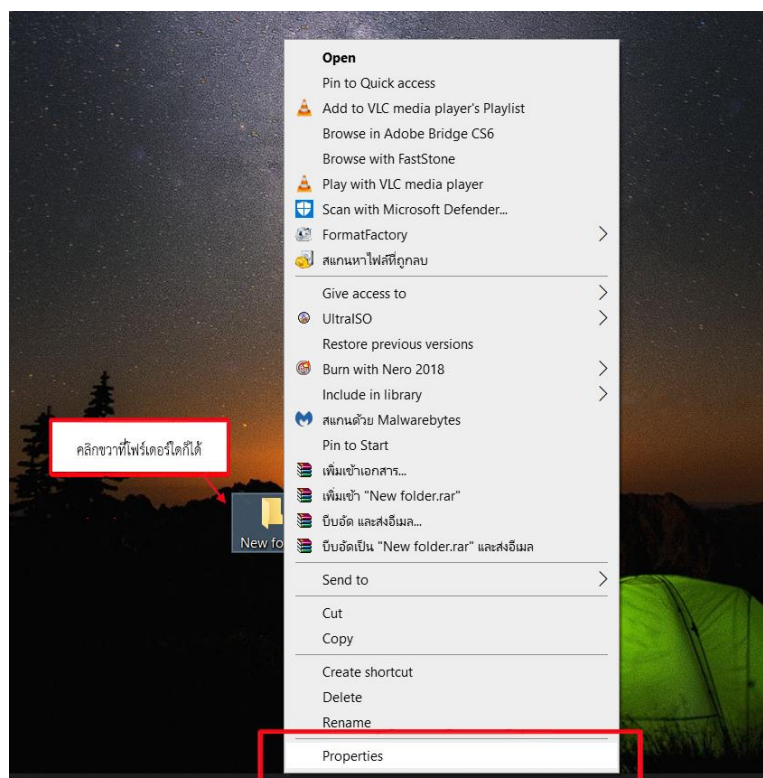 Open
Pin to Quick access
Add to VLC media player's Playlist
Browse in Adobe Bridge CS6
Browse with FastStone
Play with VLC media player
Scan with Microsoft Defender...
FormatFactory
สแกนหาไฟล์ที่ถูกลบ
Give access to
UltraISO
Restore previous versions
Burn with Nero 2018
Include in library
สแกนด้วย Malwarebytes
Pin to Start
เพิ่มเข้าเอกสาร...
เพิ่มเข้า "New folder.rar"
บีบอัด และส่งอีเมล...
บีบอัดเป็น "New folder.rar" และส่งอีเมล
Send to
Cut
Copy
Create shortcut
Delete
Rename
Properties
คลิกขวาที่โฟร์เดอร์ใดก็ได้
New fo